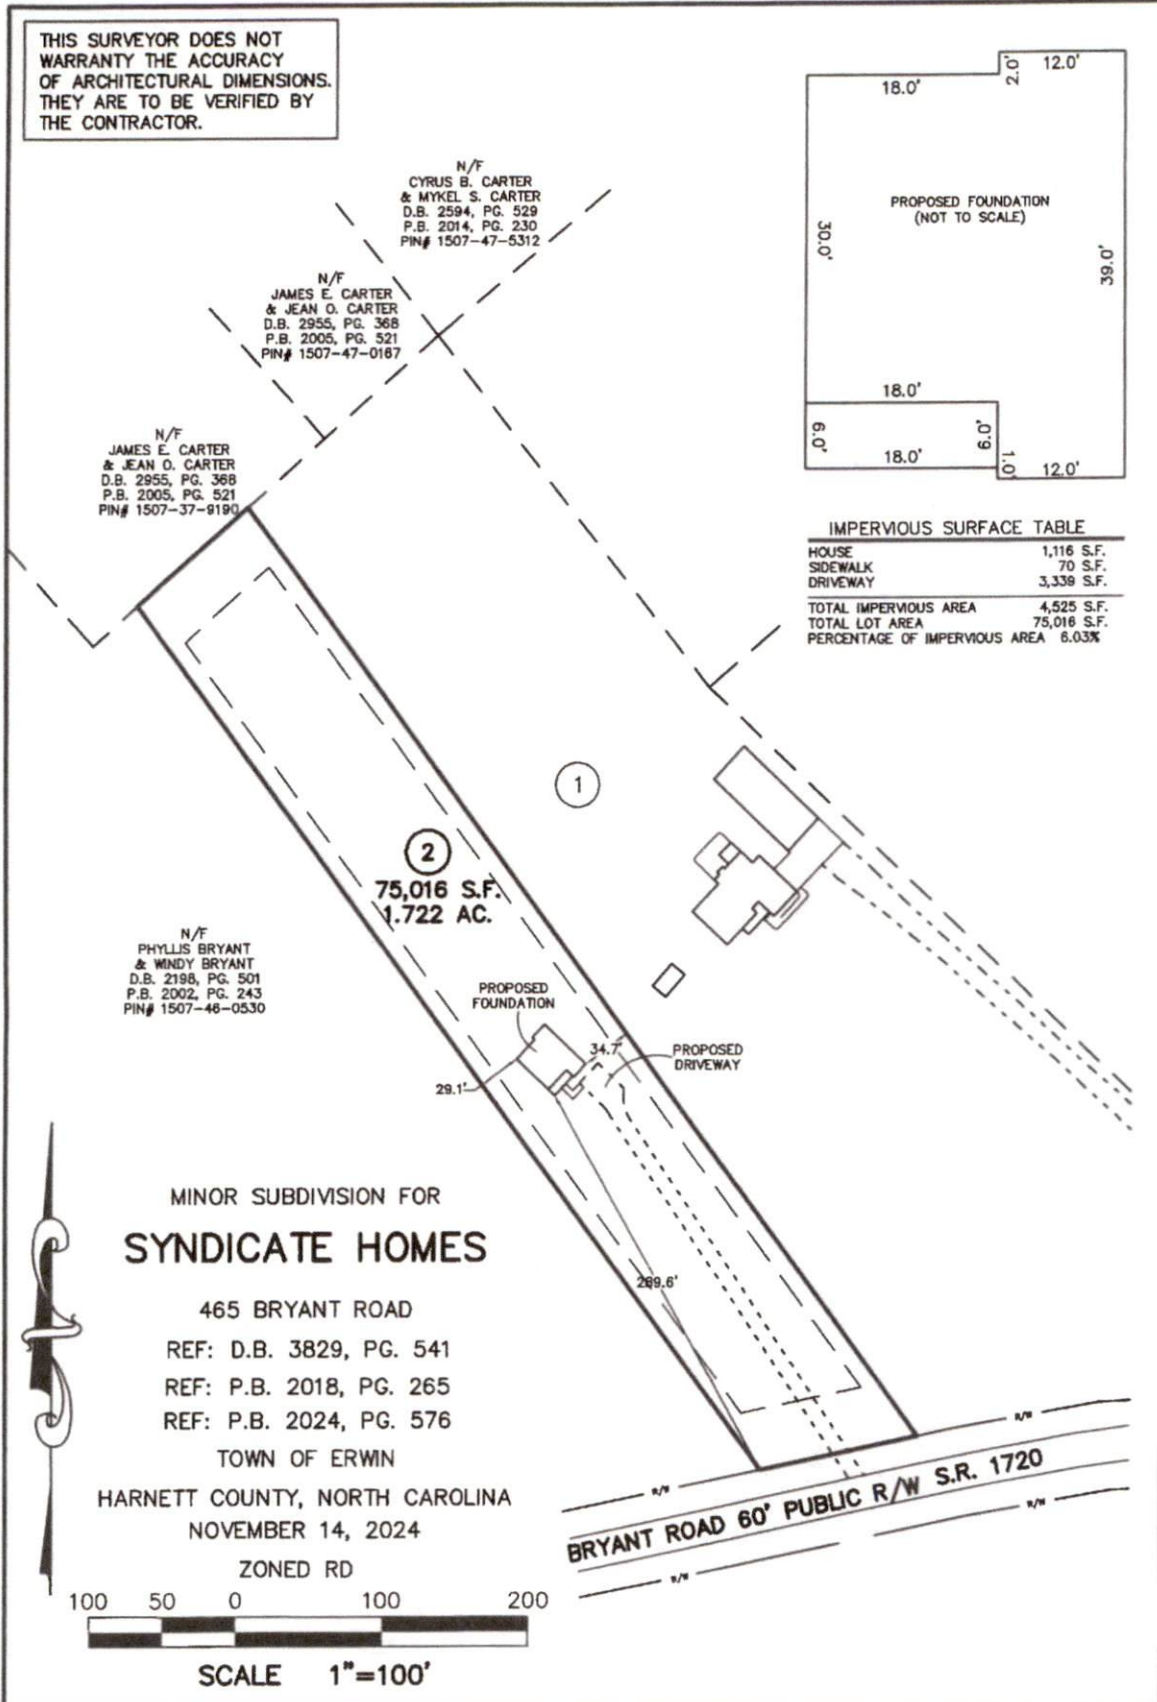 THIS SURVEYOR DOES NOT
WARRANTY THE ACCURACY
OF ARCHITECTURAL DIMENSIONS.
THEY ARE TO BE VERIFIED BY
THE CONTRACTOR.
12.0'
2.0'
18.0'
PROPOSED FOUNDATION
(NOT TO SCALE)
30.0'
39.0'
18.0'
6.0'
6.0'
18.0'
1.0'
12.0'
N/F
CYRUS B. CARTER
& MYKEL S. CARTER
D.B. 2594, PG. 529
P.B. 2014, PG. 230
PIN# 1507-47-5312
N/F
JAMES E. CARTER
& JEAN O. CARTER
D.B. 2955, PG. 368
P.B. 2005, PG. 521
PIN# 1507-47-0167
N/F
JAMES E. CARTER
& JEAN O. CARTER
D.B. 2955, PG. 368
P.B. 2005, PG. 521
PIN# 1507-37-9190
IMPERVIOUS SURFACE TABLE
HOUSE 1,116 S.F.
SIDEWALK 70 S.F.
DRIVEWAY 3,339 S.F.
TOTAL IMPERVIOUS AREA 4,525 S.F.
TOTAL LOT AREA 75,016 S.F.
PERCENTAGE OF IMPERVIOUS AREA 6.03%
1
2
75,016 S.F.
1.722 AC.
N/F
PHYLLIS BRYANT
& WINDY BRYANT
D.B. 2198, PG. 501
P.B. 2002, PG. 243
PIN# 1507-46-0530
PROPOSED
FOUNDATION
34.7'
PROPOSED
DRIVEWAY
29.1'
289.6'
MINOR SUBDIVISION FOR
SYNDICATE HOMES
465 BRYANT ROAD
REF: D.B. 3829, PG. 541
REF: P.B. 2018, PG. 265
REF: P.B. 2024, PG. 576
TOWN OF ERWIN
HARNETT COUNTY, NORTH CAROLINA
NOVEMBER 14, 2024
ZONED RD
R/W
R/W
BRYANT ROAD 60' PUBLIC R/W S.R. 1720
R/W
R/W
100 50 0 100 200
SCALE 1"=100'